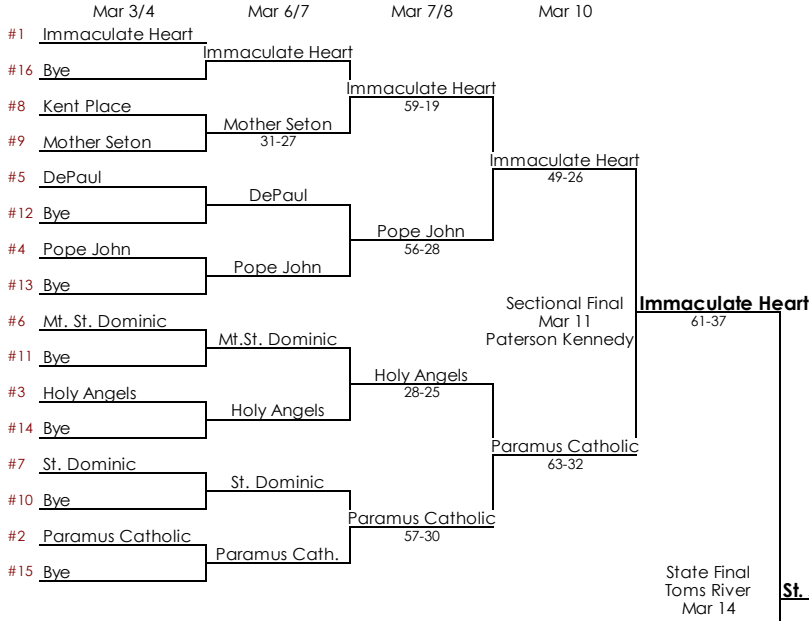 Mar 3/4 Mar 6/7 Mar 7/8 Mar 10
#1 Immaculate Heart
Immaculate Heart
#16 Bye
Immaculate Heart
59-19
#8 Kent Place
Mother Seton
31-27
#9 Mother Seton
Immaculate Heart
49-26
#5 DePaul
DePaul
#12 Bye
Pope John
56-28
#4 Pope John
Pope John
#13 Bye
Sectional Final
Mar 11
Paterson Kennedy
Immaculate Heart
61-37
#6 Mt. St. Dominic
Mt.St. Dominic
#11 Bye
Holy Angels
28-25
#3 Holy Angels
Holy Angels
#14 Bye
Paramus Catholic
63-32
#7 St. Dominic
St. Dominic
#10 Bye
Paramus Catholic
57-30
#2 Paramus Catholic
Paramus Cath.
#15 Bye
State Final
Toms River
Mar 14
St.